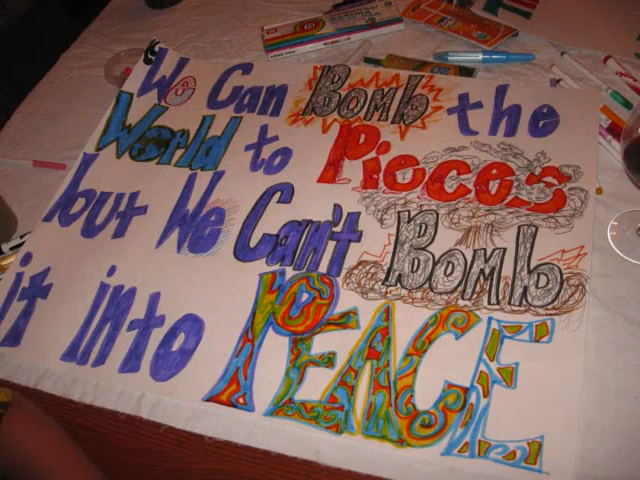 We Can Bomb the
World to Pieces
but We Can't Bomb
it into PEACE